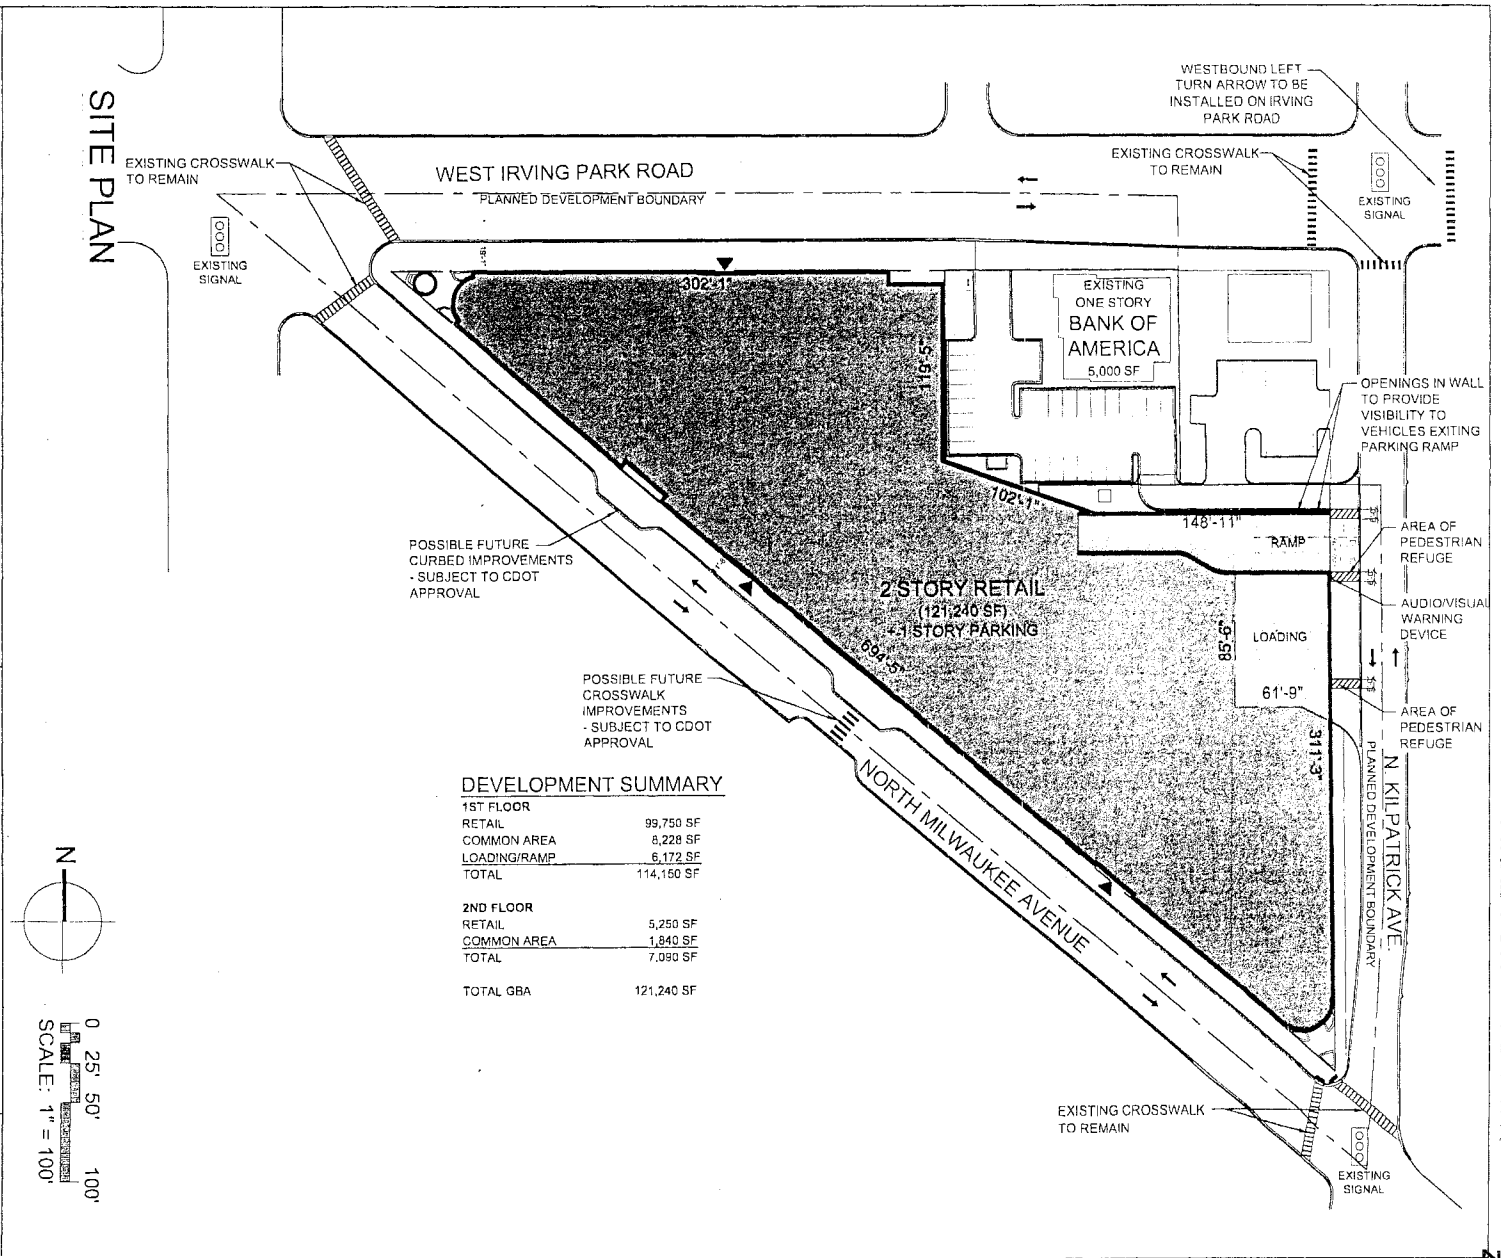 SITE PLAN
WESTBOUND LEFT
TURN ARROW TO BE
INSTALLED ON IRVING
PARK ROAD
EXISTING CROSSWALK
TO REMAIN
EXISTING CROSSWALK
TO REMAIN
WEST IRVING PARK ROAD
PLANNED DEVELOPMENT BOUNDARY
EXISTING
SIGNAL
EXISTING
SIGNAL
302'-1"
119'-5"
EXISTING
ONE STORY
BANK OF
AMERICA
5,000 SF
OPENINGS IN WALL
TO PROVIDE
VISIBILITY TO
VEHICLES EXITING
PARKING RAMP
102'-1"
148'-11"
RAMP
AREA OF
PEDESTRIAN
REFUGE
POSSIBLE FUTURE
CURBED IMPROVEMENTS
- SUBJECT TO CDOT
APPROVAL
2 STORY RETAIL
(121,240 SF)
+-1 STORY PARKING
AUDIO/VISUAL
WARNING
DEVICE
85'-6"
LOADING
61'-9"
694'-5"
POSSIBLE FUTURE
CROSSWALK
IMPROVEMENTS
- SUBJECT TO CDOT
APPROVAL
AREA OF
PEDESTRIAN
REFUGE
311'-3"
PLANNED DEVELOPMENT BOUNDARY
N. KILPATRICK AVE.
NORTH MILWAUKEE AVENUE
DEVELOPMENT SUMMARY
1ST FLOOR
RETAIL 99,750 SF
COMMON AREA 8,228 SF
LOADING/RAMP 6,172 SF
TOTAL 114,150 SF
2ND FLOOR
RETAIL 5,250 SF
COMMON AREA 1,840 SF
TOTAL 7,090 SF
TOTAL GBA 121,240 SF
N
0 25' 50' 100'
SCALE: 1" = 100'
EXISTING CROSSWALK
TO REMAIN
EXISTING
SIGNAL